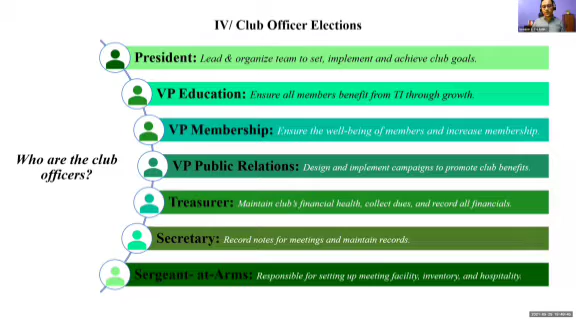 IV/ Club Officer Elections
President: Lead & organize team to set, implement and achieve club goals.
VP Education: Ensure all members benefit from TI through growth.
VP Membership: Ensure the well-being of members and increase membership.
Who are the club
officers?
VP Public Relations: Design and implement campaigns to promote club benefits.
Treasurer: Maintain club's financial health, collect dues, and record all financials.
Secretary: Record notes for meetings and maintain records.
Sergeant- at-Arms: Responsible for setting up meeting facility, inventory, and hospitality.